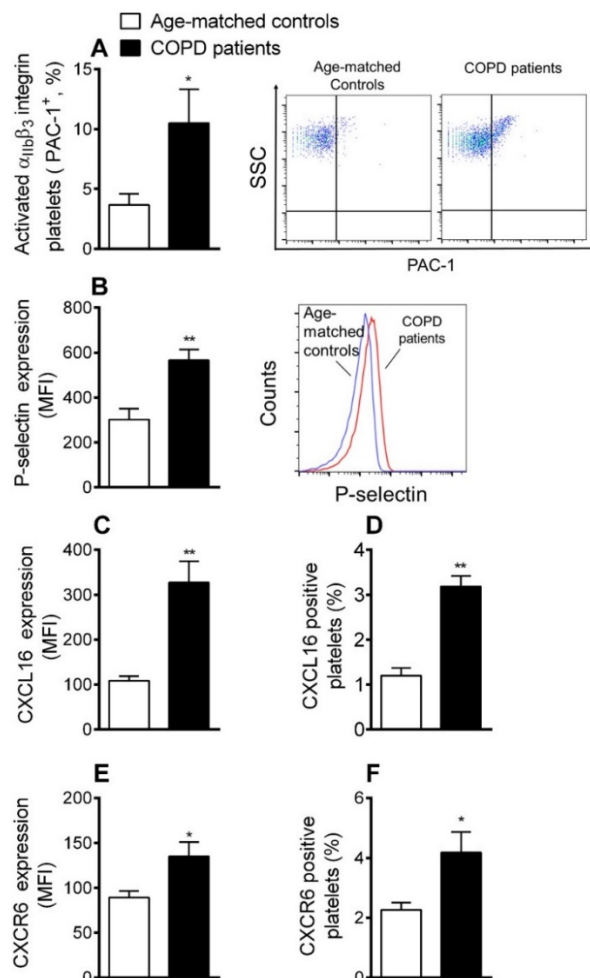 Age-matched controls
COPD patients
A
Activated αIIbβ3 integrin
platelets ( PAC-1+, %)
15
10
5
0
*
Age-matched
Controls
COPD patients
SSC
PAC-1
B
P-selectin expression
(MFI)
800
600
400
200
0
**
Age-
matched
controls
COPD
patients
Counts
P-selectin
C
CXCL16 expression
(MFI)
400
300
200
100
0
**
D
CXCL16 positive
platelets (%)
4
3
2
1
0
**
E
CXCR6 expression
(MFI)
200
150
100
50
0
*
F
CXCR6 positive
platelets (%)
6
4
2
0
*